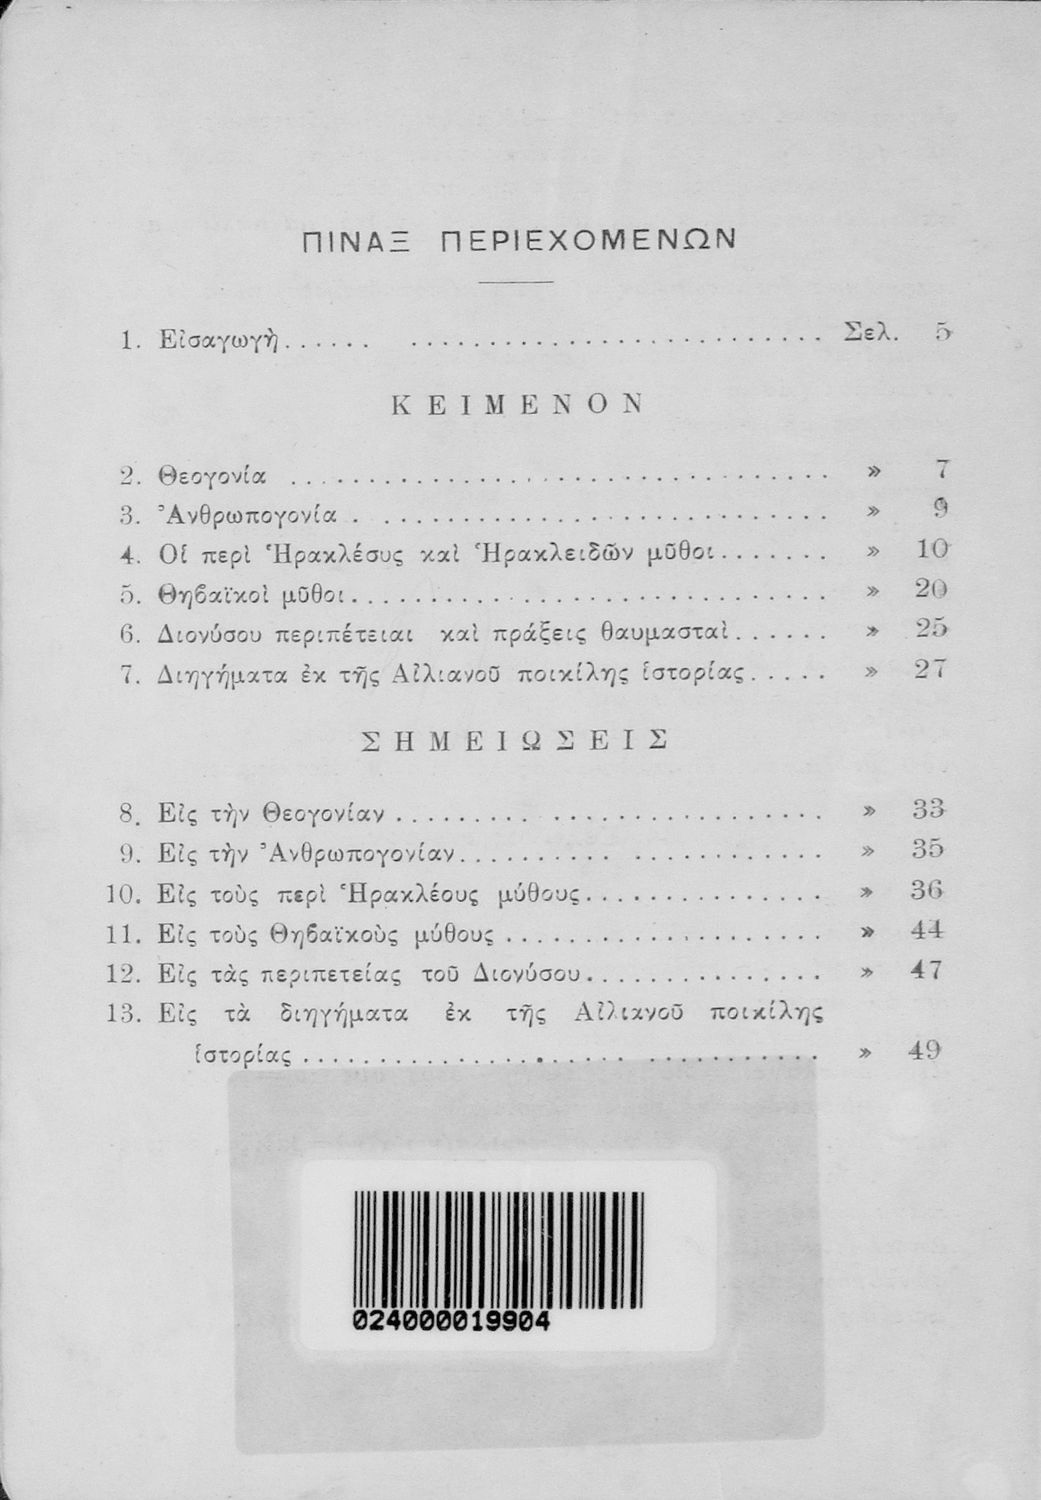 ΠΙΝΑΞ ΠΕΡΙΕΧΟΜΕΝΩΝ
1. Εἰσαγωγὴ...... ........................... Σελ. 5
ΚΕΙΜΕΝΟΝ
2. Θεογονία ................................... » 7
3. Ἀνθρωπογονία . ........................... » 9
4. Οἱ περὶ Ἡρακλέσυς καὶ Ἡρακλειδῶν μῦθοι....... » 10
5. Θηβαϊκοὶ μῦθοι............................... » 20
6. Διονύσου περιπέτειαι καὶ πράξεις θαυμασταὶ...... » 25
7. Διηγήματα ἐκ τῆς Αἰλιανοῦ ποικίλης ἱστορίας..... » 27
ΣΗΜΕΙΩΣΕΙΣ
8. Εἰς τὴν Θεογονίαν ......... ................. » 33
9. Εἰς τὴν Ἀνθρωπογονίαν.......... ............ » 35
10. Εἰς τοὺς περὶ Ἡρακλέους μύθους............... » 36
11. Εἰς τοὺς Θηβαϊκοὺς μύθους ..................... » 44
12. Εἰς τὰς περιπετείας τοῦ Διονύσου............... » 47
13. Εἰς τὰ διηγήματα ἐκ τῆς Αἰλιανοῦ ποικίλης
ἱστορίας ..................... ........... » 49
024000019904